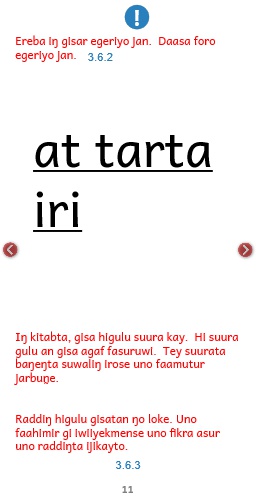 Ereba iŋ gisar egeriyo jan. Daasa foro
egeriyo jan. 3.6.2
at tarta
iri
Iŋ kitabta, gisa higulu suura kay. Hi suura
gulu an gisa agaf fasuruwi. Tey suurata
baŋeŋta suwaliŋ irose uno faamutur
jarbuŋe.
Raddiŋ higulu gisatan ŋo loke. Uno
faahimir gi iwiiyekmense uno fikra asur
uno raddiŋta ijikayto.
3.6.3
11